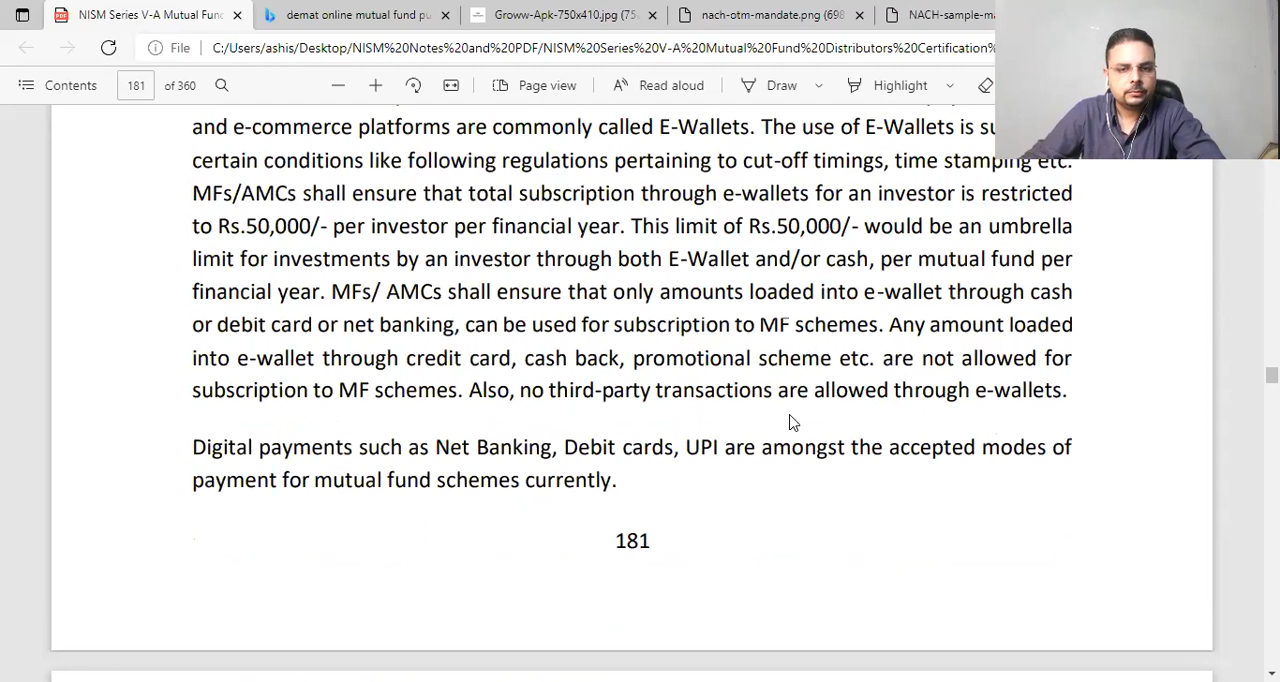 NISM Series V-A Mutual Fun
demat online mutual fund pu
Groww-Apk-750x410.jpg (75
nach-otm-mandate.png (698
NACH-sample-ma
File
C:/Users/ashis/Desktop/NISM%20Notes%20and%20PDF/NISM%20Series%20V-A%20Mutual%20Fund%20Distributors%20Certification%
Contents
181 of 360
Page view
Read aloud
Draw
Highlight
and e-commerce platforms are commonly called E-Wallets. The use of E-Wallets is su
certain conditions like following regulations pertaining to cut-off timings, time stamping etc.
MFs/AMCs shall ensure that total subscription through e-wallets for an investor is restricted
to Rs.50,000/- per investor per financial year. This limit of Rs.50,000/- would be an umbrella
limit for investments by an investor through both E-Wallet and/or cash, per mutual fund per
financial year. MFs/ AMCs shall ensure that only amounts loaded into e-wallet through cash
or debit card or net banking, can be used for subscription to MF schemes. Any amount loaded
into e-wallet through credit card, cash back, promotional scheme etc. are not allowed for
subscription to MF schemes. Also, no third-party transactions are allowed through e-wallets.
Digital payments such as Net Banking, Debit cards, UPI are amongst the accepted modes of
payment for mutual fund schemes currently.
181